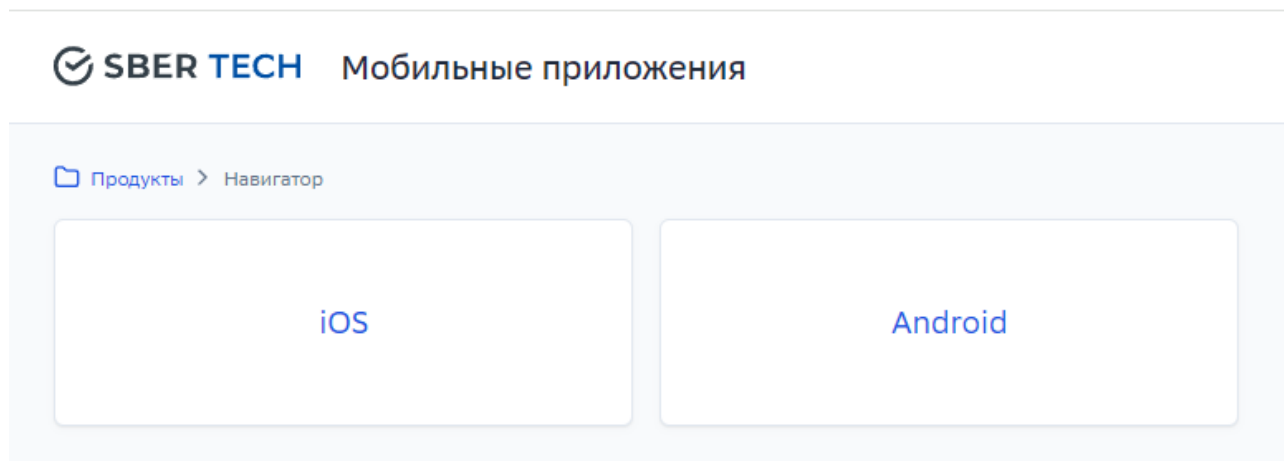 SBER TECH Мобильные приложения
Продукты > Навигатор
iOS Android